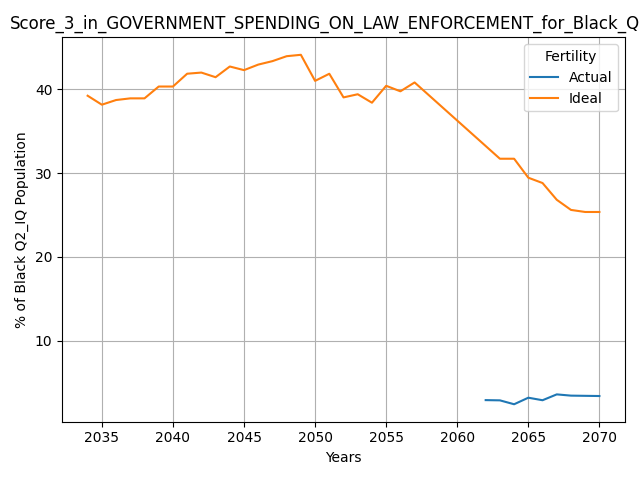 Score_3_in_GOVERNMENT_SPENDING_ON_LAW_ENFORCEMENT_for_Black_Q
Fertility
Actual
Ideal
% of Black Q2_IQ Population
40
30
20
10
2035 2040 2045 2050 2055 2060 2065 2070
Years